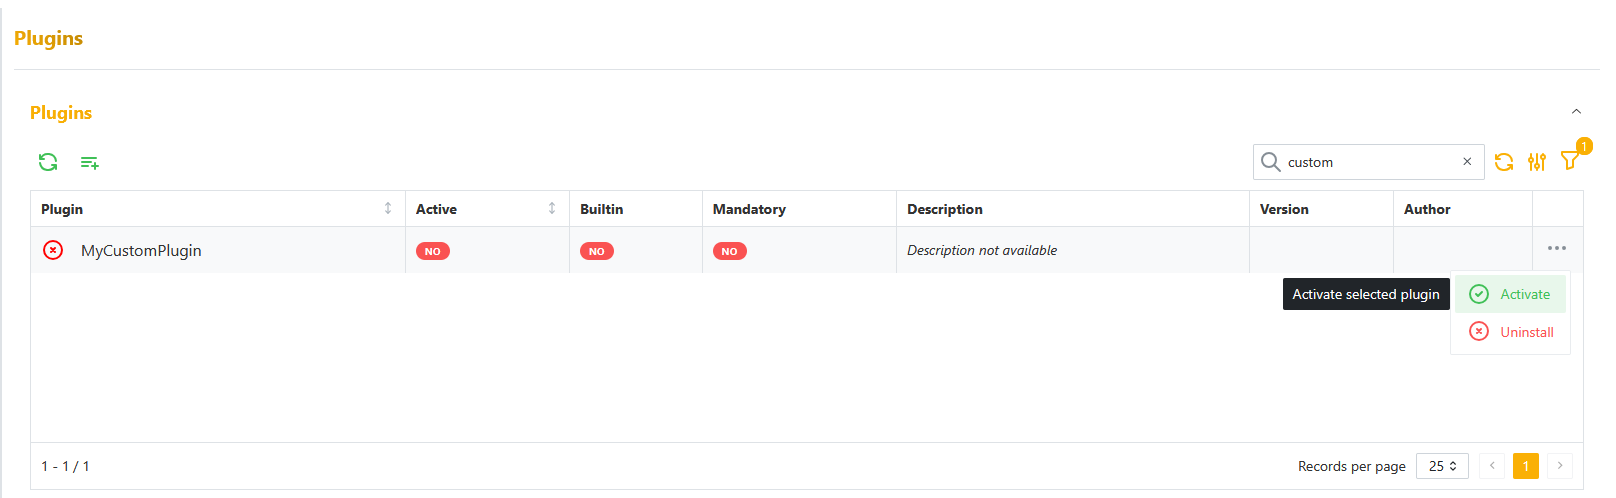 Plugins
Plugins
custom
1
Plugin Active Builtin Mandatory Description Version Author
MyCustomPlugin NO NO NO Description not available
Activate selected plugin Activate
Uninstall
1 - 1 / 1 Records per page 25 1